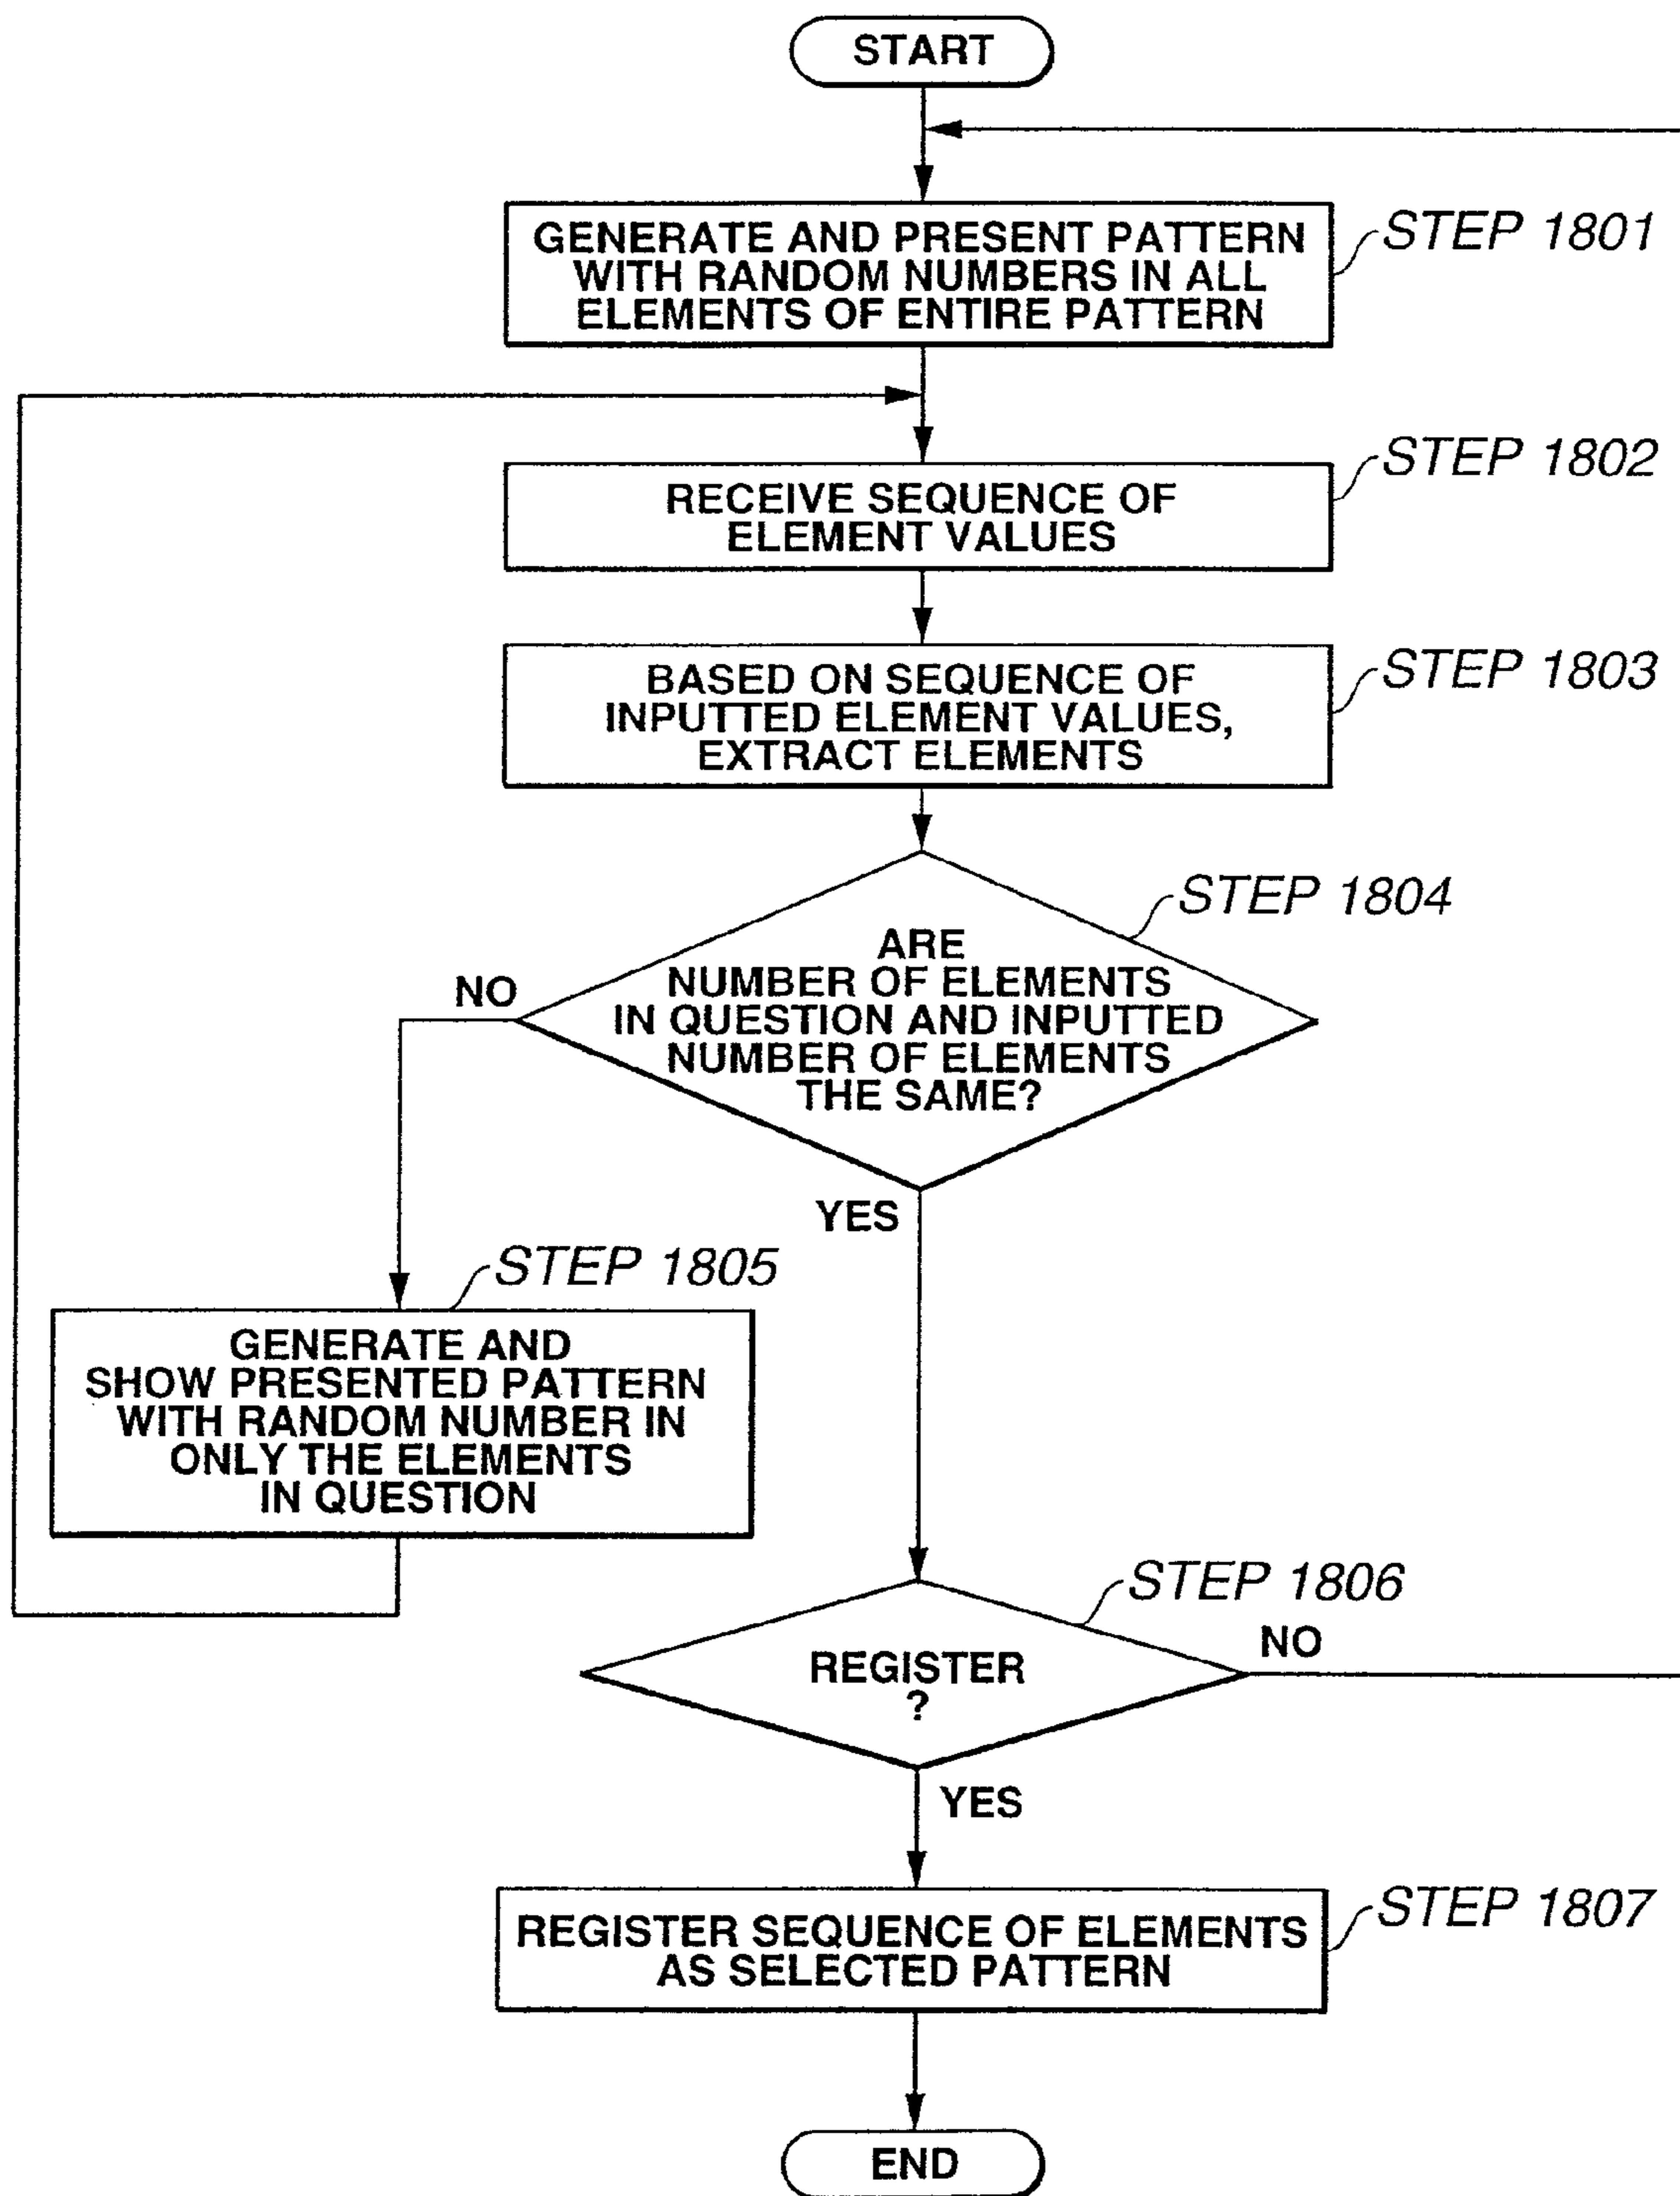 START
GENERATE AND PRESENT PATTERN
WITH RANDOM NUMBERS IN ALL
ELEMENTS OF ENTIRE PATTERN
STEP 1801
RECEIVE SEQUENCE OF
ELEMENT VALUES
STEP 1802
BASED ON SEQUENCE OF
INPUTTED ELEMENT VALUES,
EXTRACT ELEMENTS
STEP 1803
STEP 1804
ARE
NUMBER OF ELEMENTS
IN QUESTION AND INPUTTED
NUMBER OF ELEMENTS
THE SAME?
NO
YES
STEP 1805
GENERATE AND
SHOW PRESENTED PATTERN
WITH RANDOM NUMBER IN
ONLY THE ELEMENTS
IN QUESTION
STEP 1806
REGISTER
?
NO
YES
REGISTER SEQUENCE OF ELEMENTS
AS SELECTED PATTERN
STEP 1807
END